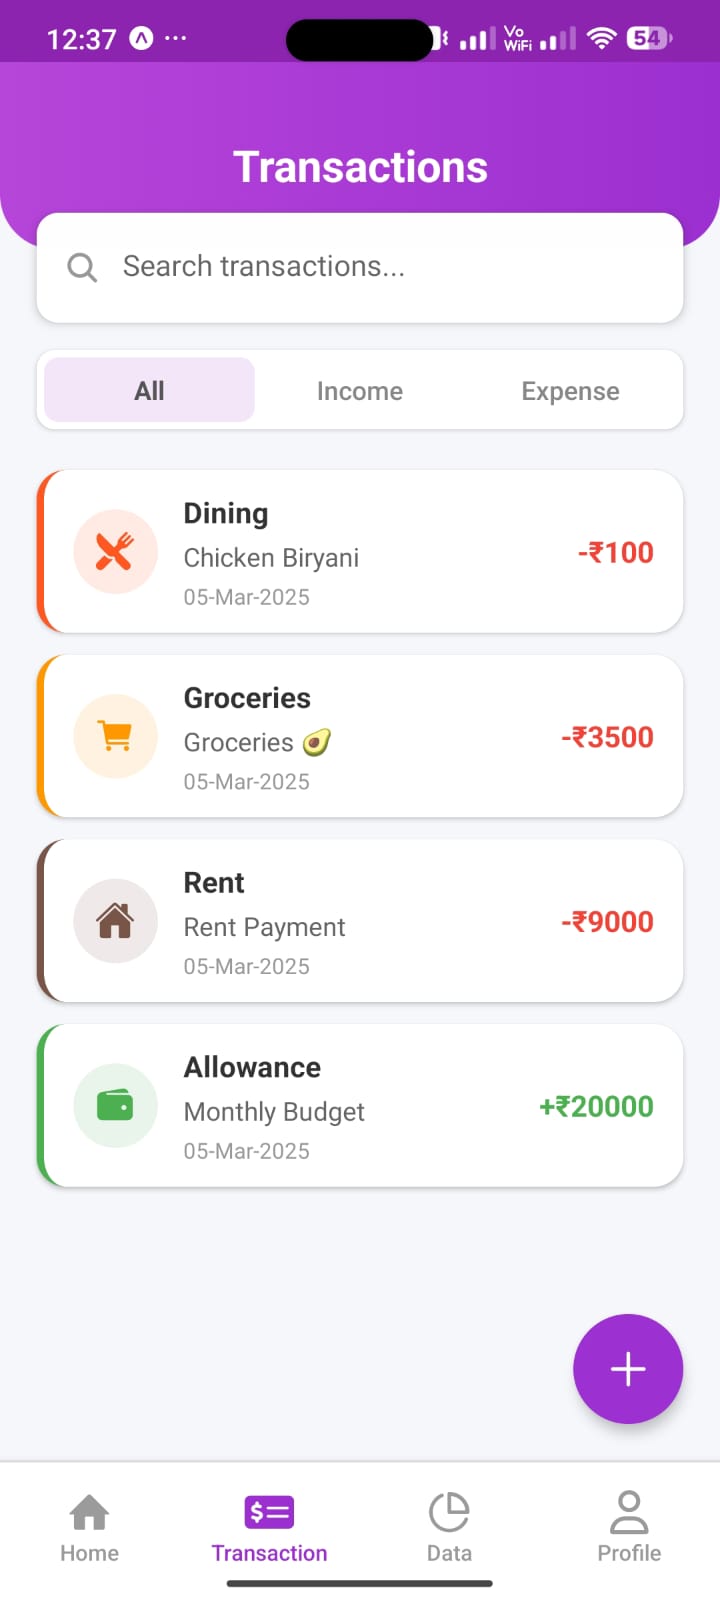 12:37
Vo
WiFi
54
Transactions
Search transactions...
All Income Expense
Dining
Chicken Biryani
05-Mar-2025
-₹100
Groceries
Groceries 🥑
05-Mar-2025
-₹3500
Rent
Rent Payment
05-Mar-2025
-₹9000
Allowance
Monthly Budget
05-Mar-2025
+₹20000
Home Transaction Data Profile